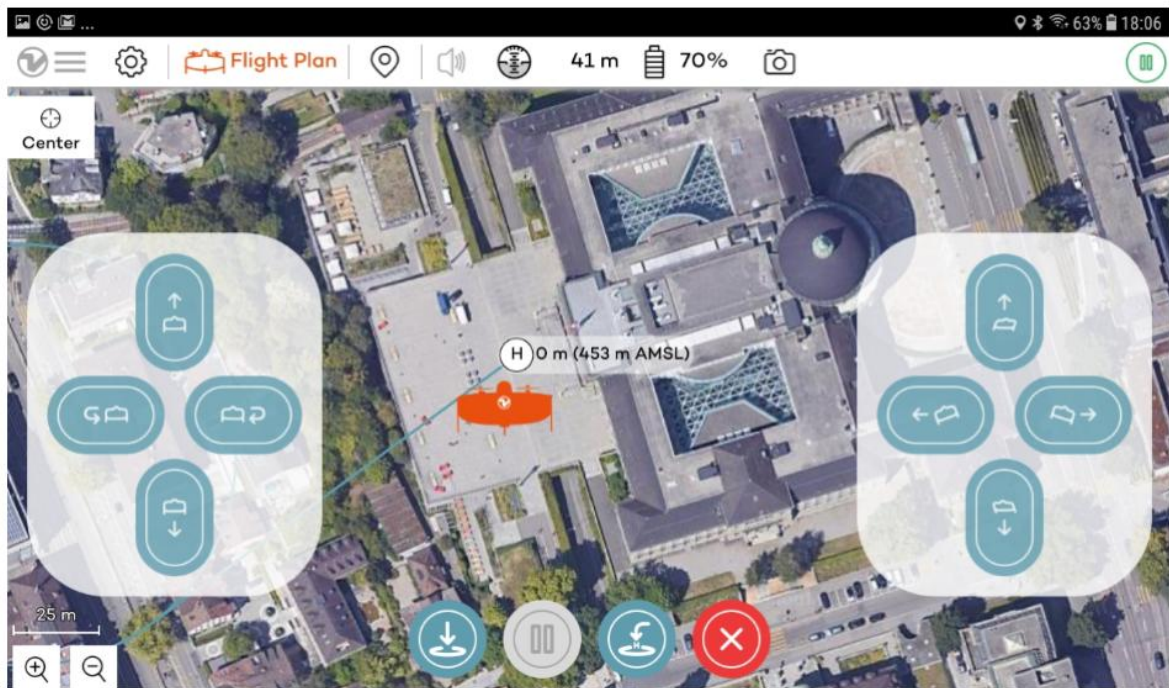 ... 63% 18:06
Flight Plan 41 m 70%
Center
H 0 m (453 m AMSL)
25 m
H